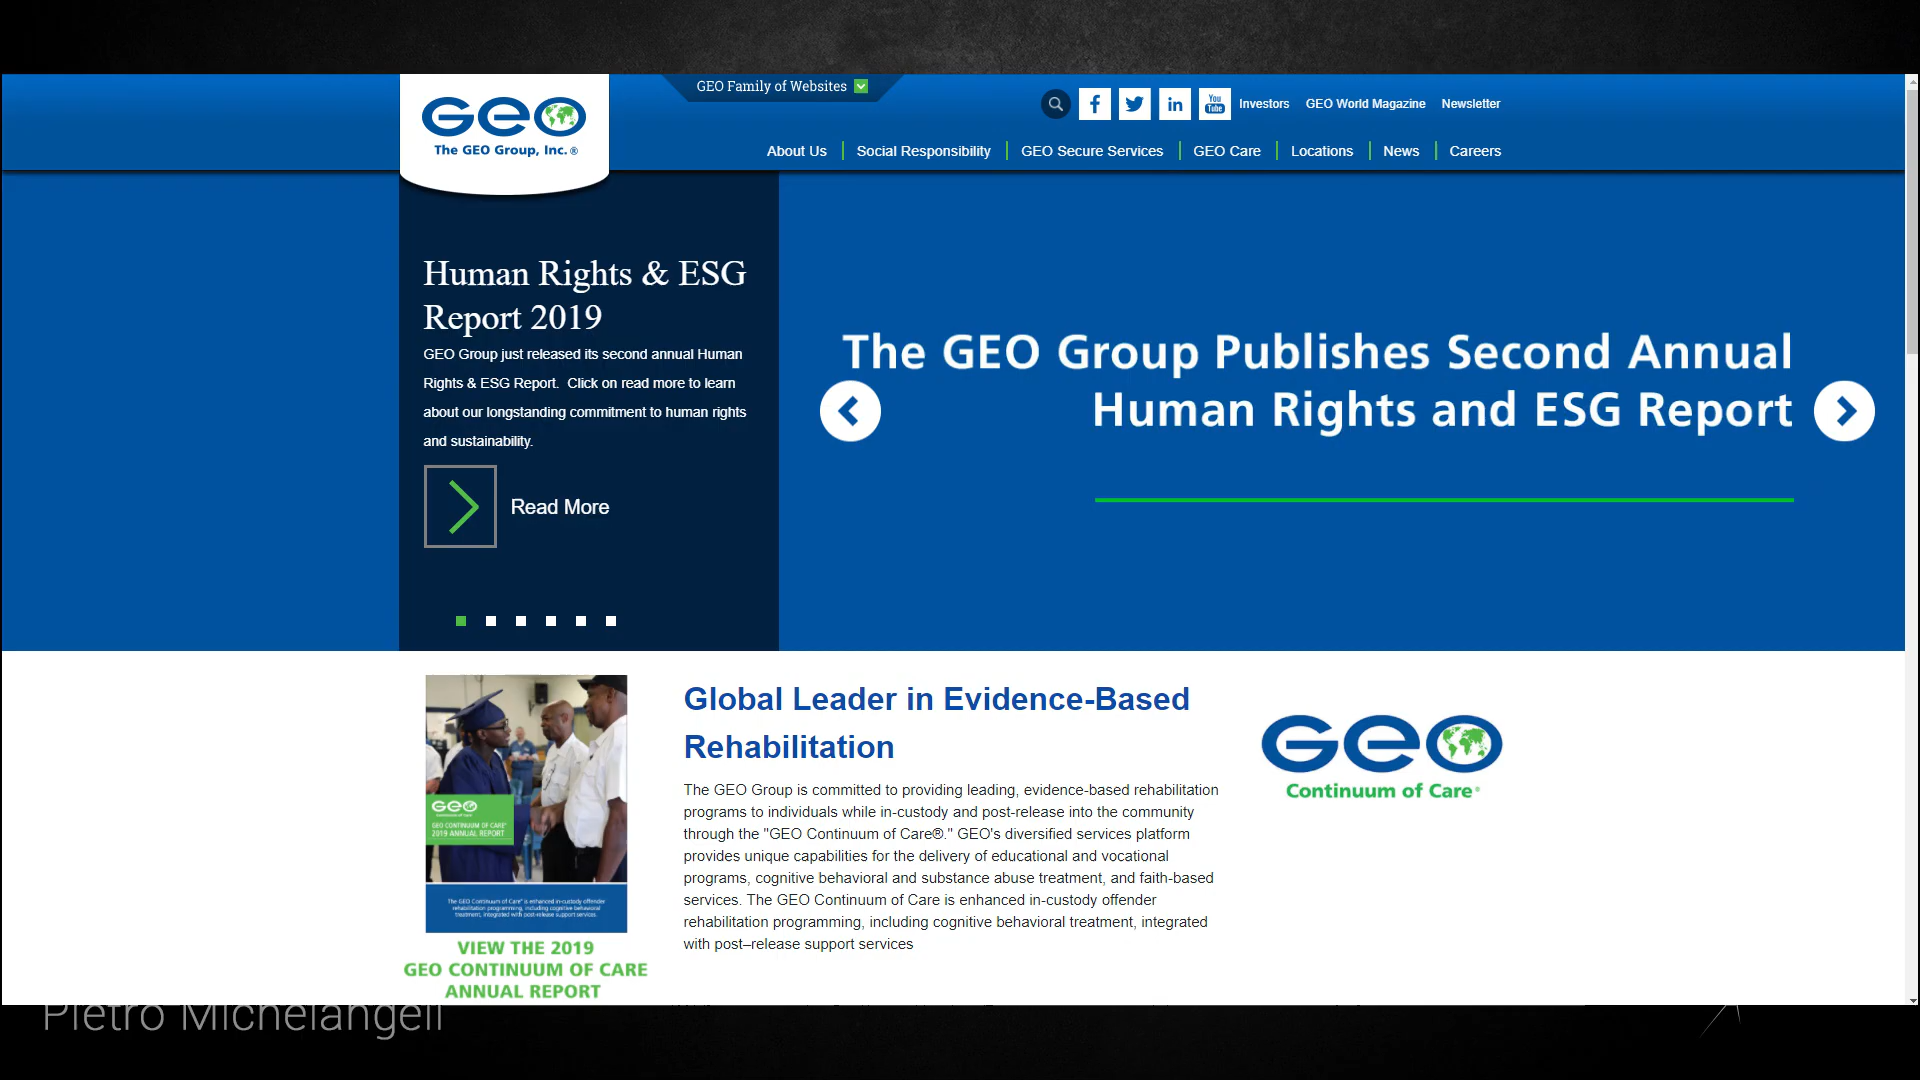 GEO Family of Websites
GEO
The GEO Group, Inc.®
You
Tube
Investors
GEO World Magazine
Newsletter
About Us
Social Responsibility
GEO Secure Services
GEO Care
Locations
News
Careers
Human Rights & ESG
Report 2019
GEO Group just released its second annual Human
Rights & ESG Report. Click on read more to learn
about our longstanding commitment to human rights
and sustainability.
Read More
The GEO Group Publishes Second Annual
Human Rights and ESG Report
GEO
GEO CONTINUUM OF CARE®
2019 ANNUAL REPORT
The GEO Continuum of Care® is enhanced in-custody offender
rehabilitation programming, including cognitive behavioral
treatment, integrated with post-release support services.
VIEW THE 2019
GEO CONTINUUM OF CARE
ANNUAL REPORT
Global Leader in Evidence-Based
Rehabilitation
The GEO Group is committed to providing leading, evidence-based rehabilitation
programs to individuals while in-custody and post-release into the community
through the "GEO Continuum of Care®." GEO's diversified services platform
provides unique capabilities for the delivery of educational and vocational
programs, cognitive behavioral and substance abuse treatment, and faith-based
services. The GEO Continuum of Care is enhanced in-custody offender
rehabilitation programming, including cognitive behavioral treatment, integrated
with post–release support services
GEO
Continuum of Care®
Pietro Michelangeli